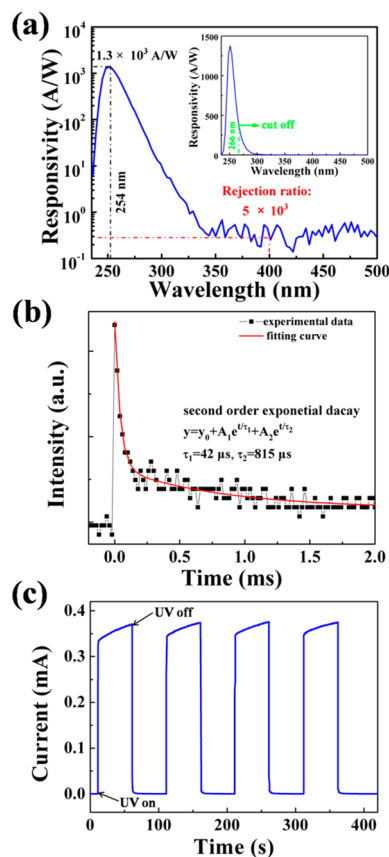 (a)
1.3 × 10³ A/W
254 nm
Rejection ratio:
5 × 10³
Responsivity (A/W)
10⁴
10³
10²
10¹
10⁰
10⁻¹
250 300 350 400 450 500
Wavelength (nm)
Responsivity (A/W)
1500
1000
500
0
266 nm
cut off
250 300 350 400 450 500
Wavelength (nm)
(b)
experimental data
fitting curve
second order exponetial dacay
y=y₀+A₁e^t/τ₁+A₂e^t/τ₂
τ₁=42 μs, τ₂=815 μs
Intensity (a.u.)
0.0 0.5 1.0 1.5 2.0
Time (ms)
(c)
UV off
UV on
Current (mA)
0.4
0.3
0.2
0.1
0.0
0 100 200 300 400
Time (s)